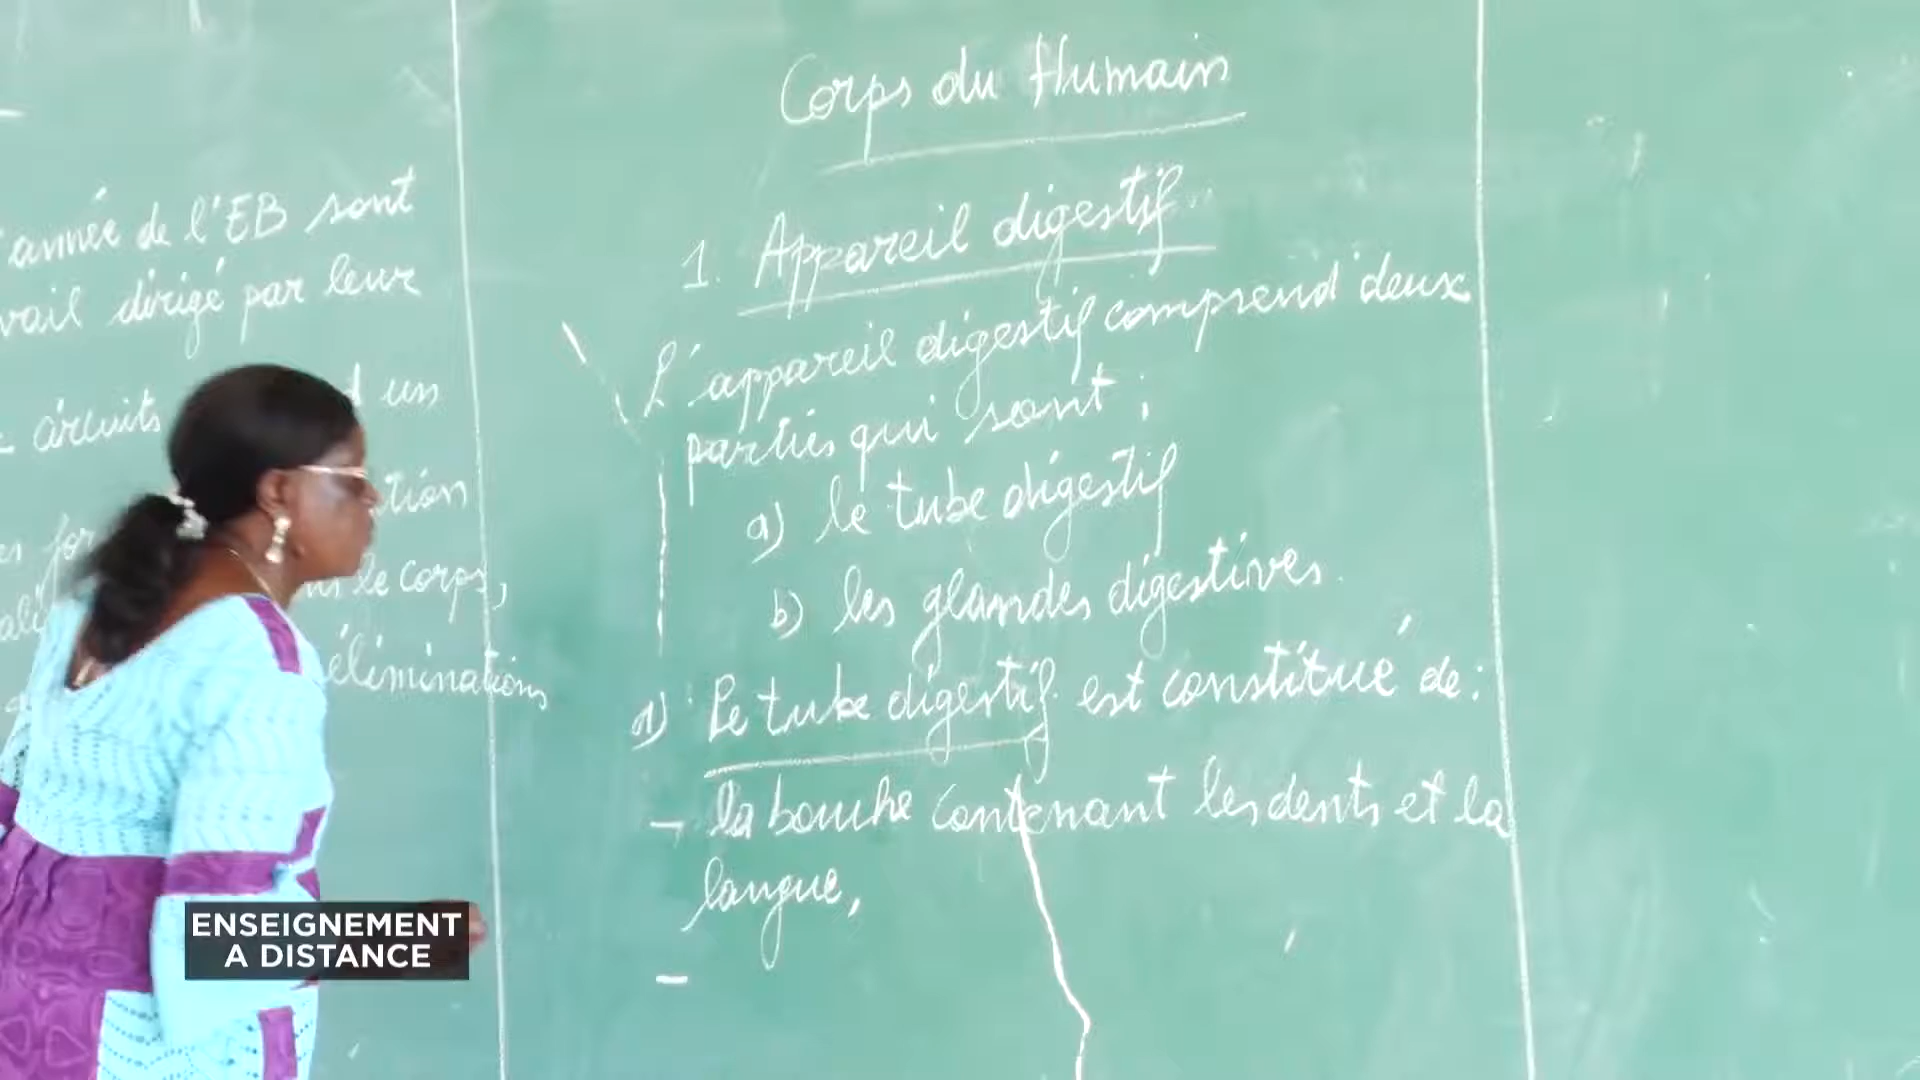 année de l'EB sont
dirigé par leur
circuits un
le corps,
éliminations
Corps du Humain
1. Appareil digestif
L'appareil digestif comprend deux
parties qui sont :
a) le tube digestif
b) les glandes digestives.
a) Le tube digestif est constitué de :
- la bouche contenant les dents et la
langue,
-
ENSEIGNEMENT
A DISTANCE